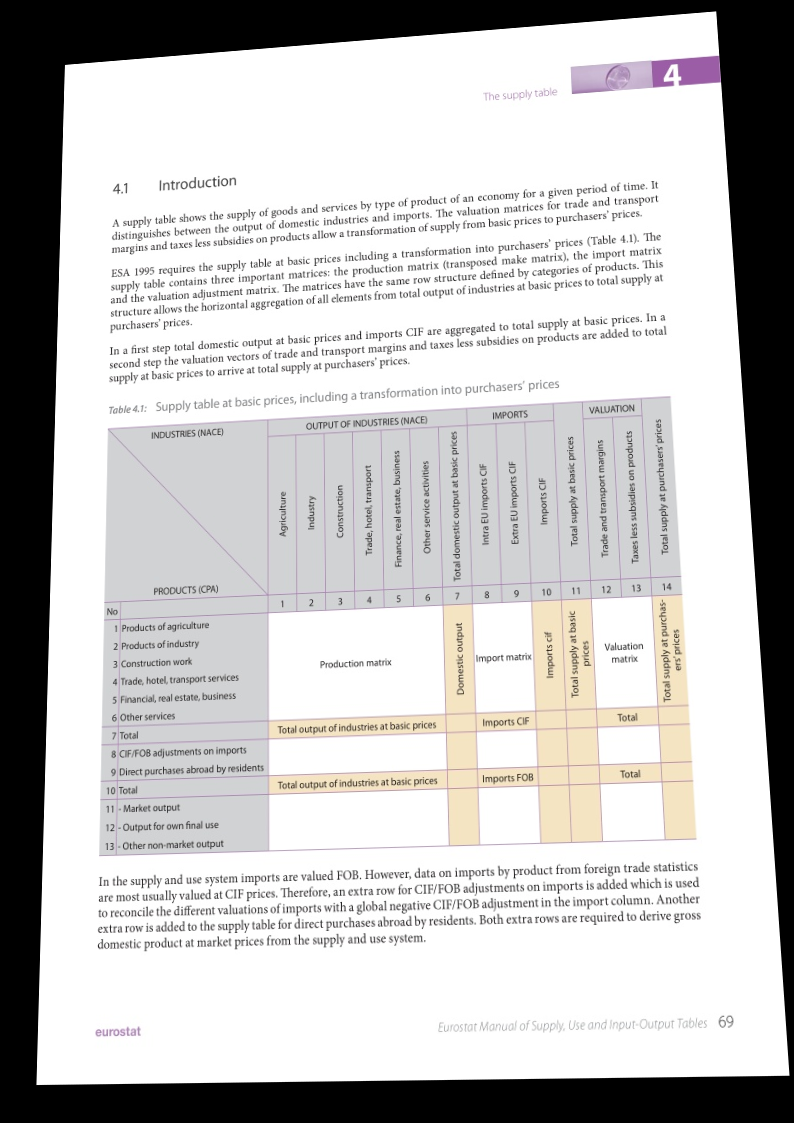 The supply table
4
4.1 Introduction
A supply table shows the supply of goods and services by type of product of an economy for a given period of time. It
distinguishes between the output of domestic industries and imports. The valuation matrices for trade and transport
margins and taxes less subsidies on products allow a transformation of supply from basic prices to purchasers’ prices.
ESA 1995 requires the supply table at basic prices including a transformation into purchasers’ prices (Table 4.1). The
supply table contains three important matrices: the production matrix (transposed make matrix), the import matrix
and the valuation adjustment matrix. The matrices have the same row structure defined by categories of products. This
structure allows the horizontal aggregation of all elements from total output of industries at basic prices to total supply at
purchasers’ prices.
In a first step total domestic output at basic prices and imports CIF are aggregated to total supply at basic prices. In a
second step the valuation vectors of trade and transport margins and taxes less subsidies on products are added to total
supply at basic prices to arrive at total supply at purchasers’ prices.
Table 4.1: Supply table at basic prices, including a transformation into purchasers’ prices
INDUSTRIES (NACE)
OUTPUT OF INDUSTRIES (NACE)
IMPORTS
VALUATION
Agriculture
Industry
Construction
Trade, hotel, transport
Finance, real estate, business
Other service activities
Total domestic output at basic prices
Intra EU imports CIF
Extra EU imports CIF
Imports CIF
Total supply at basic prices
Trade and transport margins
Taxes less subsidies on products
Total supply at purchasers’ prices
PRODUCTS (CPA)
No 1 2 3 4 5 6 7 8 9 10 11 12 13 14
1 Products of agriculture
2 Products of industry
3 Construction work
4 Trade, hotel, transport services
5 Financial, real estate, business
6 Other services
Production matrix
Domestic output
Import matrix
Imports cif
Total supply at basic
prices
Valuation
matrix
Total supply at purchas-
ers’ prices
7 Total Total output of industries at basic prices Imports CIF Total
8 CIF/FOB adjustments on imports
9 Direct purchases abroad by residents
10 Total Total output of industries at basic prices Imports FOB Total
11 - Market output
12 - Output for own final use
13 - Other non-market output
In the supply and use system imports are valued FOB. However, data on imports by product from foreign trade statistics
are most usually valued at CIF prices. Therefore, an extra row for CIF/FOB adjustments on imports is added which is used
to reconcile the different valuations of imports with a global negative CIF/FOB adjustment in the import column. Another
extra row is added to the supply table for direct purchases abroad by residents. Both extra rows are required to derive gross
domestic product at market prices from the supply and use system.
eurostat
Eurostat Manual of Supply, Use and Input-Output Tables 69